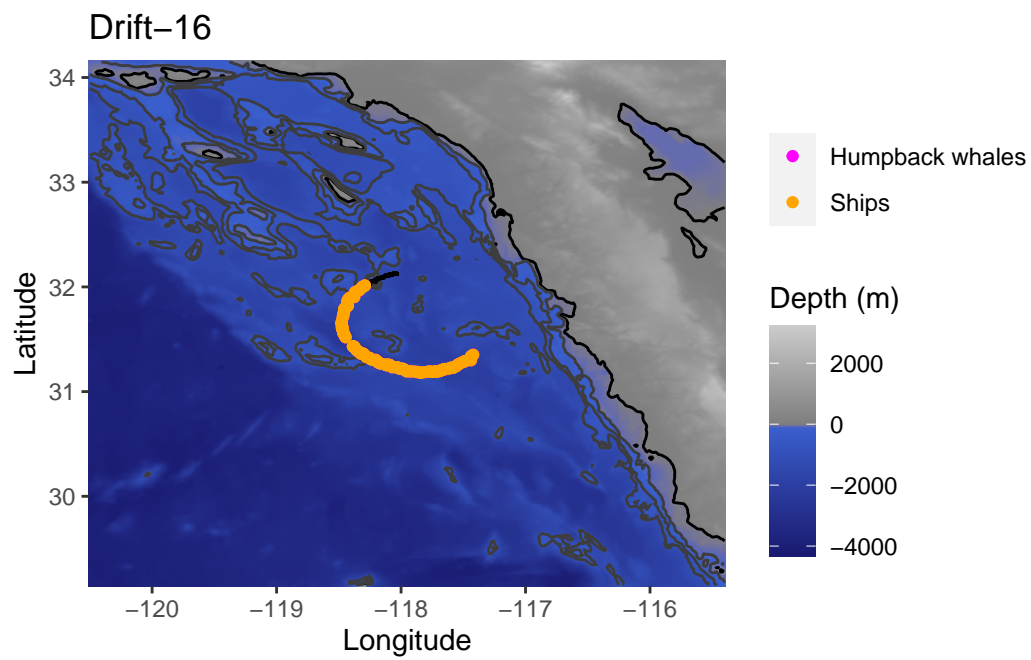 Drift−16
34
33
32
31
30
Latitude
−120
−119
−118
−117
−116
Longitude
Humpback whales
Ships
Depth (m)
2000
0
−2000
−4000